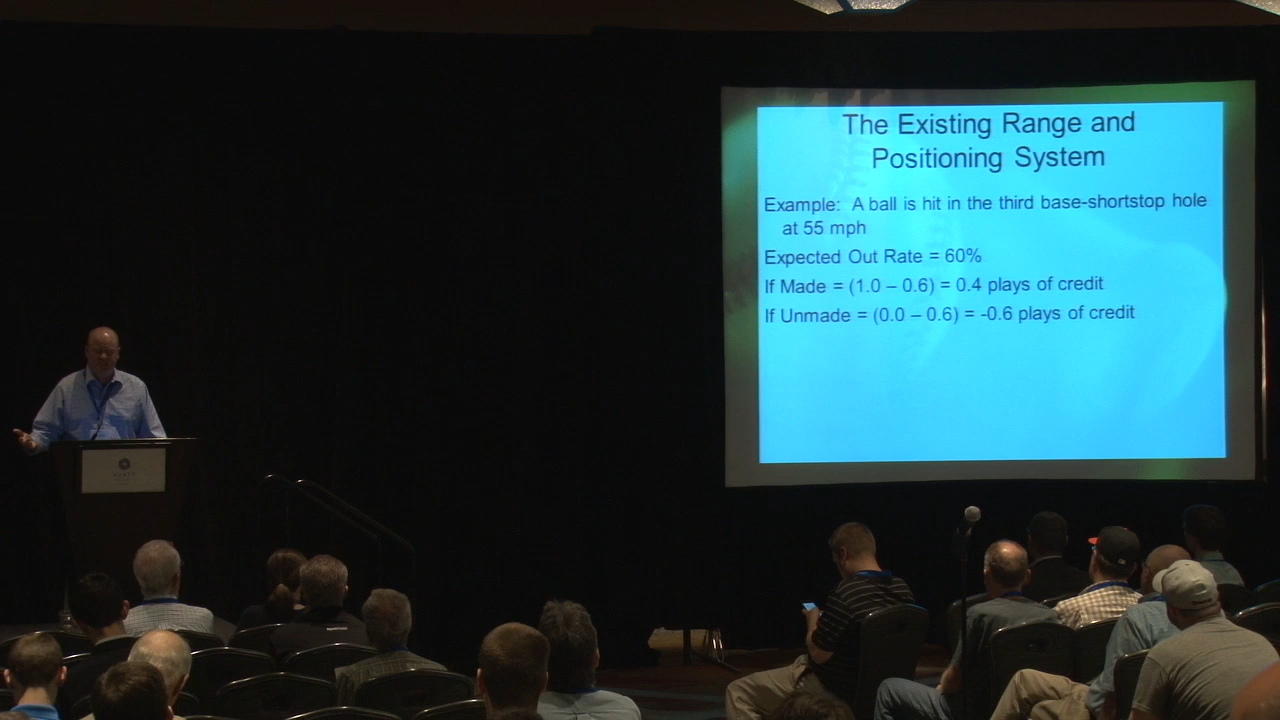 The Existing Range and
Positioning System
Example: A ball is hit in the third base-shortstop hole
at 55 mph
Expected Out Rate = 60%
If Made = (1.0 – 0.6) = 0.4 plays of credit
If Unmade = (0.0 – 0.6) = -0.6 plays of credit